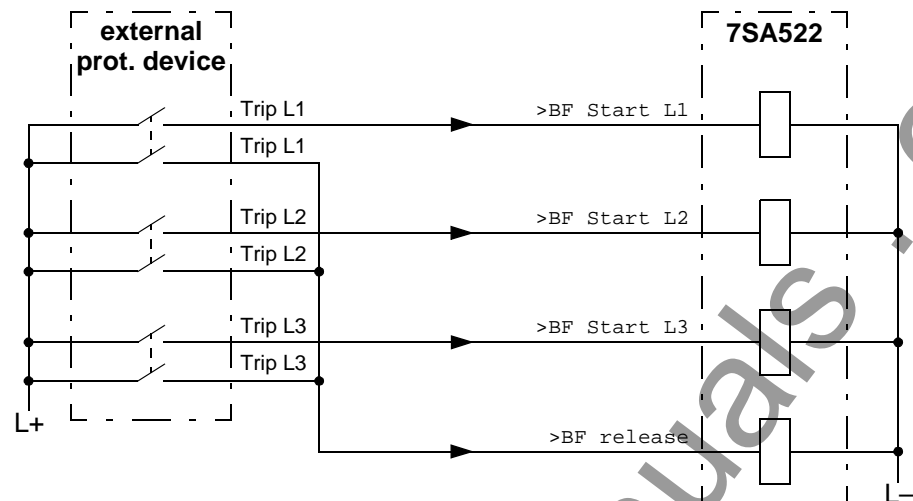 external
prot. device
7SA522
Trip L1
>BF Start L1
Trip L1
Trip L2
>BF Start L2
Trip L2
Trip L3
>BF Start L3
Trip L3
L+
>BF release
L–
uals